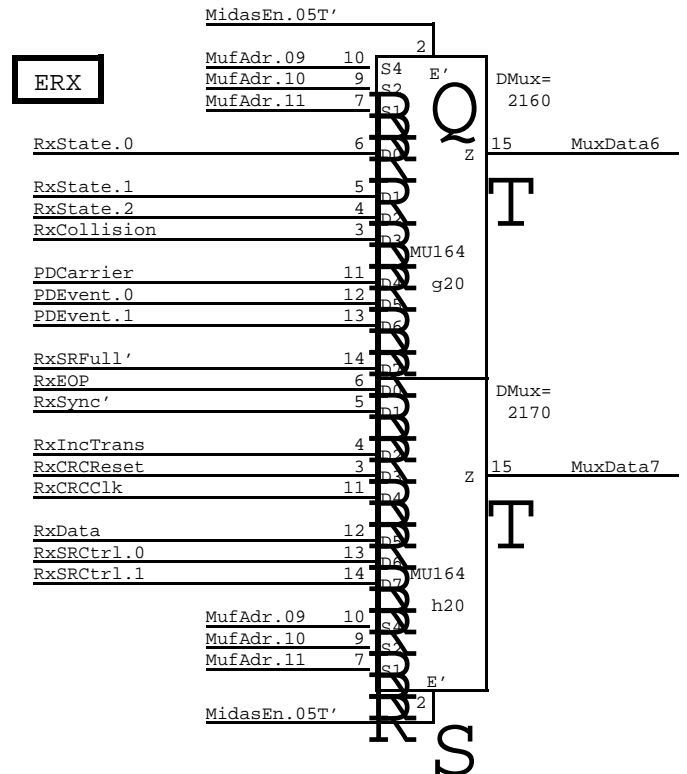 MidasEn.05T'
2
MufAdr.09 10 S4 E' DMux=
ERX MufAdr.10 9 S2 Q 2160
MufAdr.11 7 S1
RxState.0 6 D0 Z 15 MuxData6
RxState.1 5 D1 T
RxState.2 4 D2
RxCollision 3 D3
MU164
PDCarrier 11 D4 g20
PDEvent.0 12 D5
PDEvent.1 13 D6
RxSRFull' 14 D7
RxEOP 6 D0 DMux=
RxSync' 5 D1 2170
RxIncTrans 4 D2
RxCRCReset 3 D3 Z 15 MuxData7
RxCRCClk 11 D4
T
RxData 12 D5
RxSRCtrl.0 13 D6
RxSRCtrl.1 14 D7 MU164
h20
MufAdr.09 10 S4
MufAdr.10 9 S2
MufAdr.11 7 S1
E'
MidasEn.05T' 2
S